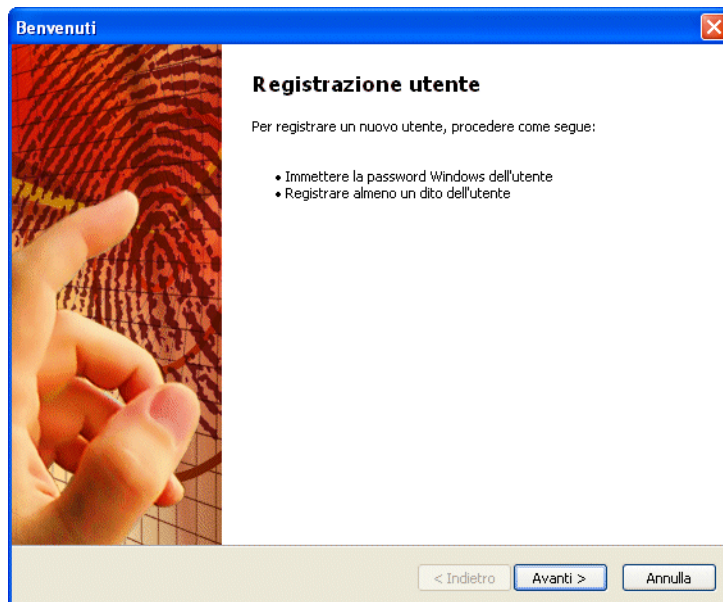 Benvenuti
Registrazione utente
Per registrare un nuovo utente, procedere come segue:
• Immettere la password Windows dell'utente
• Registrare almeno un dito dell'utente
< Indietro Avanti > Annulla